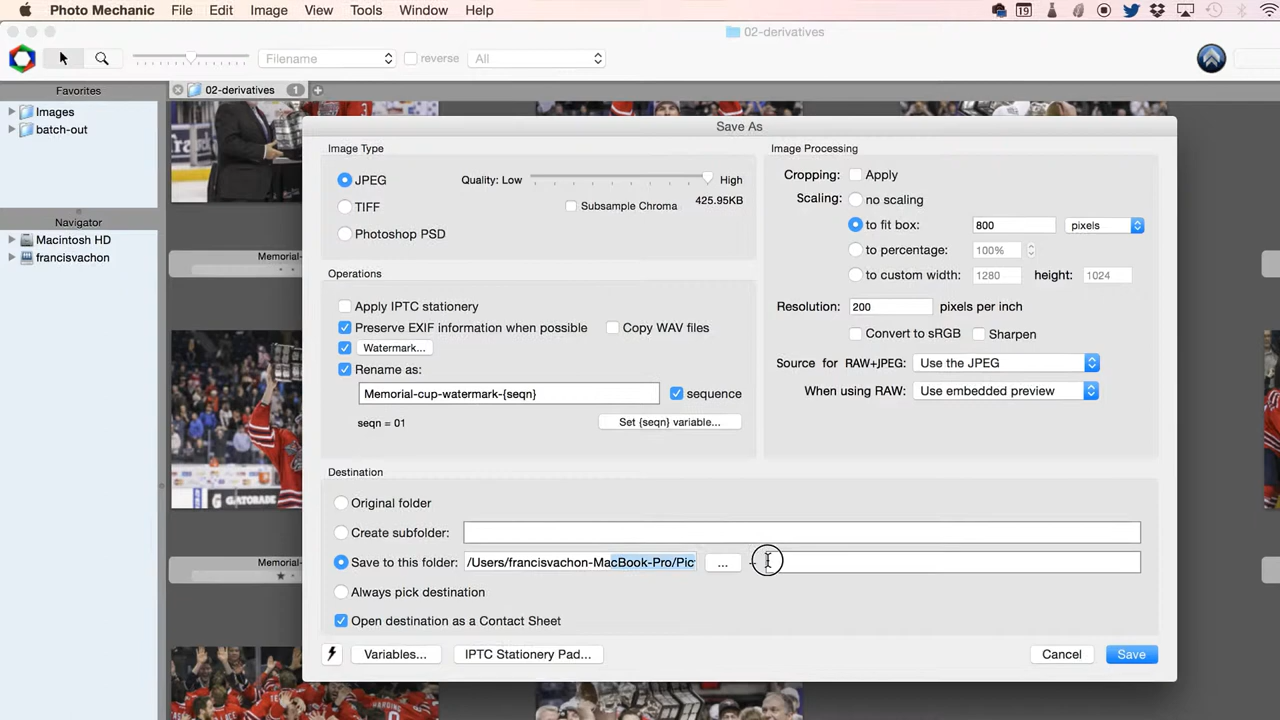 Photo Mechanic File Edit Image View Tools Window Help
19
02-derivatives
Filename reverse All
Favorites 02-derivatives 1
Images
batch-out
Navigator
Macintosh HD
francisvachon
Save As
Image Type
JPEG Quality: Low High
425.95KB
TIFF Subsample Chroma
Photoshop PSD
Operations
Apply IPTC stationery
Preserve EXIF information when possible Copy WAV files
Watermark...
Rename as:
Memorial-cup-watermark-{seqn} sequence
seqn = 01 Set {seqn} variable...
Image Processing
Cropping: Apply
Scaling: no scaling
to fit box: 800 pixels
to percentage: 100%
to custom width: 1280 height: 1024
Resolution: 200 pixels per inch
Convert to sRGB Sharpen
Source for RAW+JPEG: Use the JPEG
When using RAW: Use embedded preview
Destination
Original folder
Create subfolder:
Save to this folder: /Users/francisvachon-MacBook-Pro/Pic ...
Always pick destination
Open destination as a Contact Sheet
Variables... IPTC Stationery Pad... Cancel Save
Memorial-
Memorial-
GATORADE